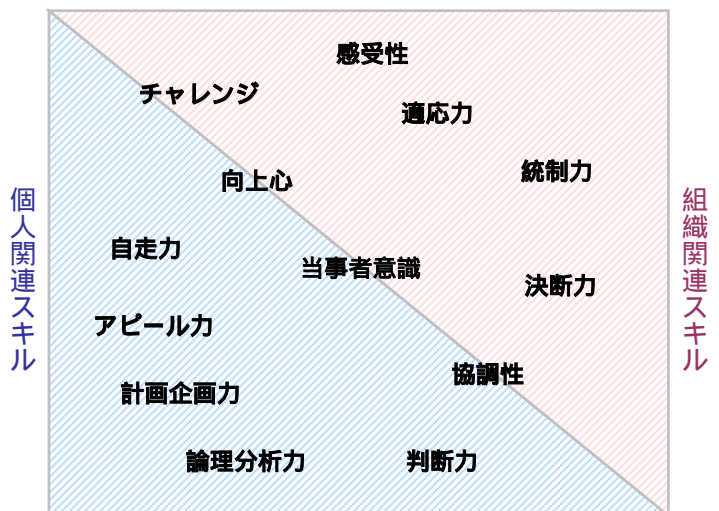 感受性
チャレンジ
適応力
統制力
向上心
個人関連スキル
組織関連スキル
自走力
当事者意識
決断力
アピール力
協調性
計画企画力
論理分析力
判断力